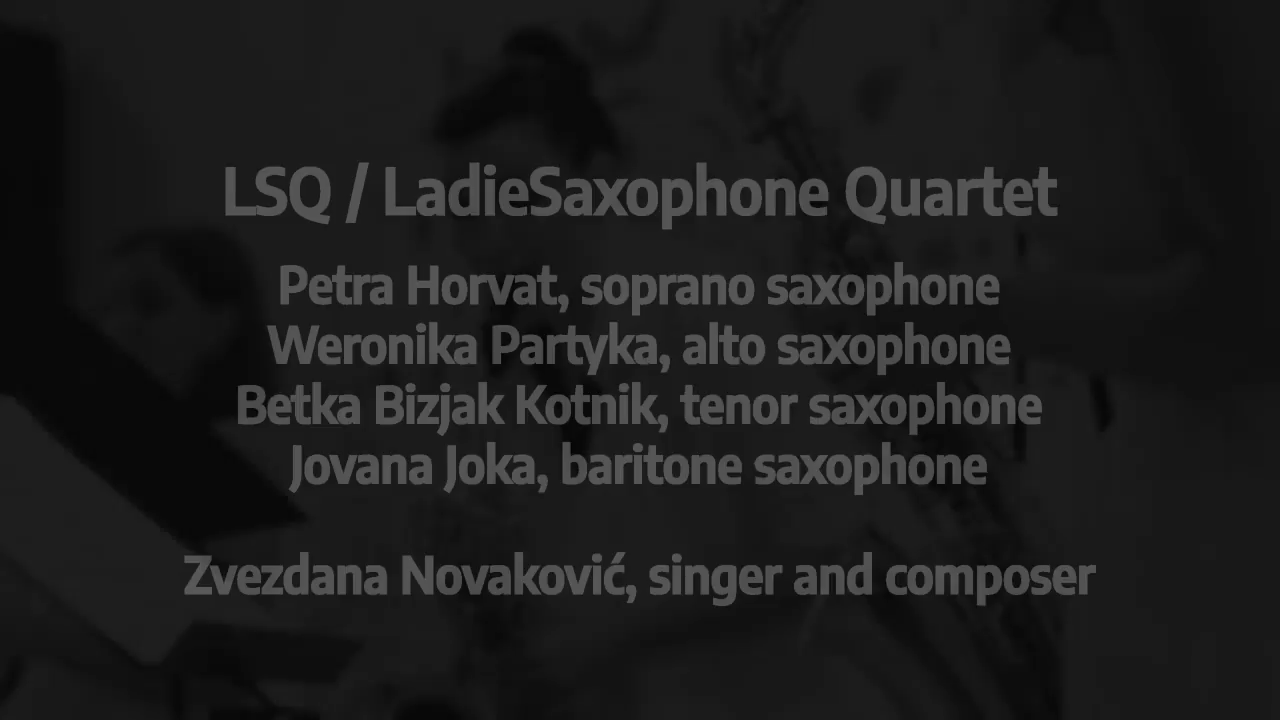 LSQ / LadieSaxophone Quartet
Petra Horvat, soprano saxophone
Weronika Partyka, alto saxophone
Betka Bizjak Kotnik, tenor saxophone
Jovana Joka, baritone saxophone
Zvezdana Novaković, singer and composer